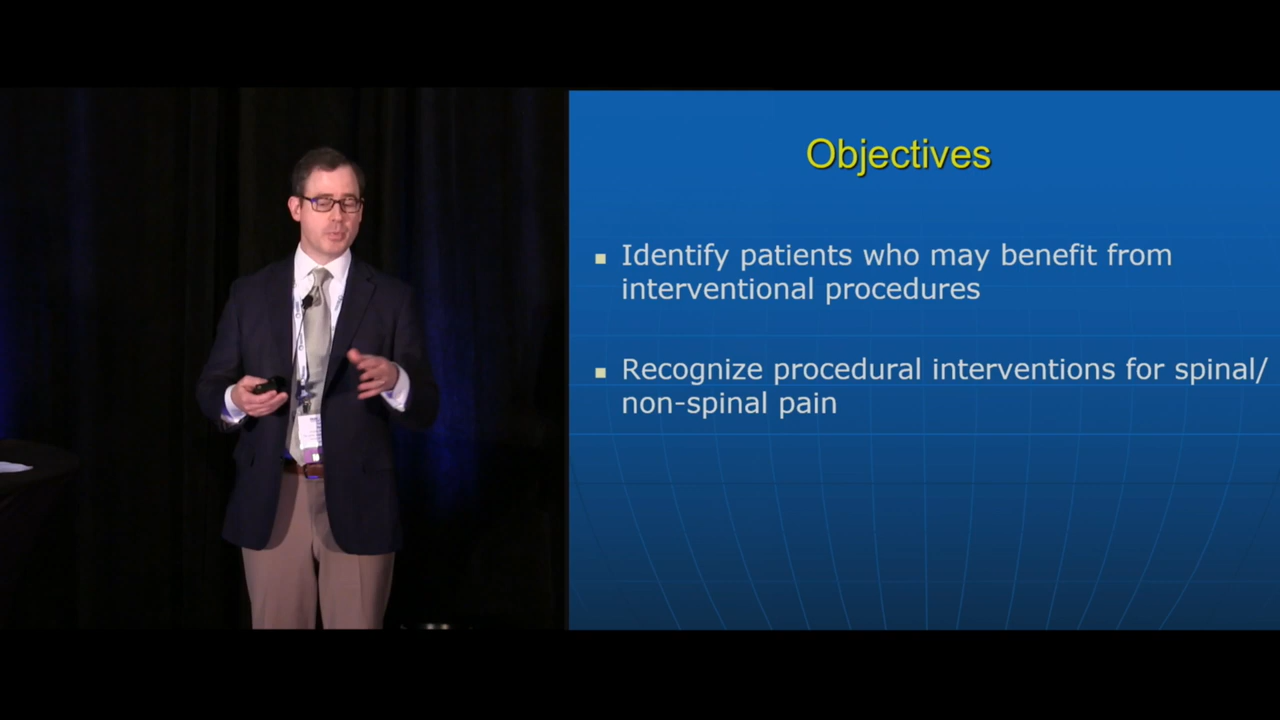 Objectives
Identify patients who may benefit from
interventional procedures
Recognize procedural interventions for spinal/
non-spinal pain